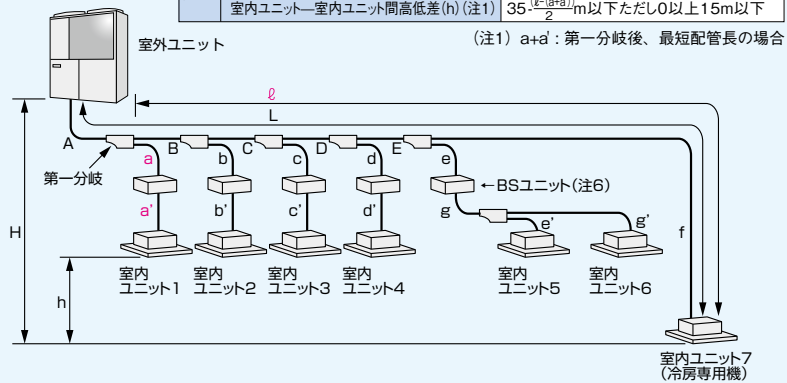 室内ユニット―室内ユニット間高低差(h)(注1) 35-(ℓ-(a+a'))/2m以下ただし0以上15m以下
(注1) a+a' : 第一分岐後、最短配管長の場合
室外ユニット
ℓ
L
A
B
C
D
E
第一分岐
a
b
c
d
e
←BSユニット(注6)
a'
b'
c'
d'
g
e'
g'
f
H
h
室内
ユニット1
室内
ユニット2
室内
ユニット3
室内
ユニット4
室内
ユニット5
室内
ユニット6
室内ユニット7
(冷房専用機)